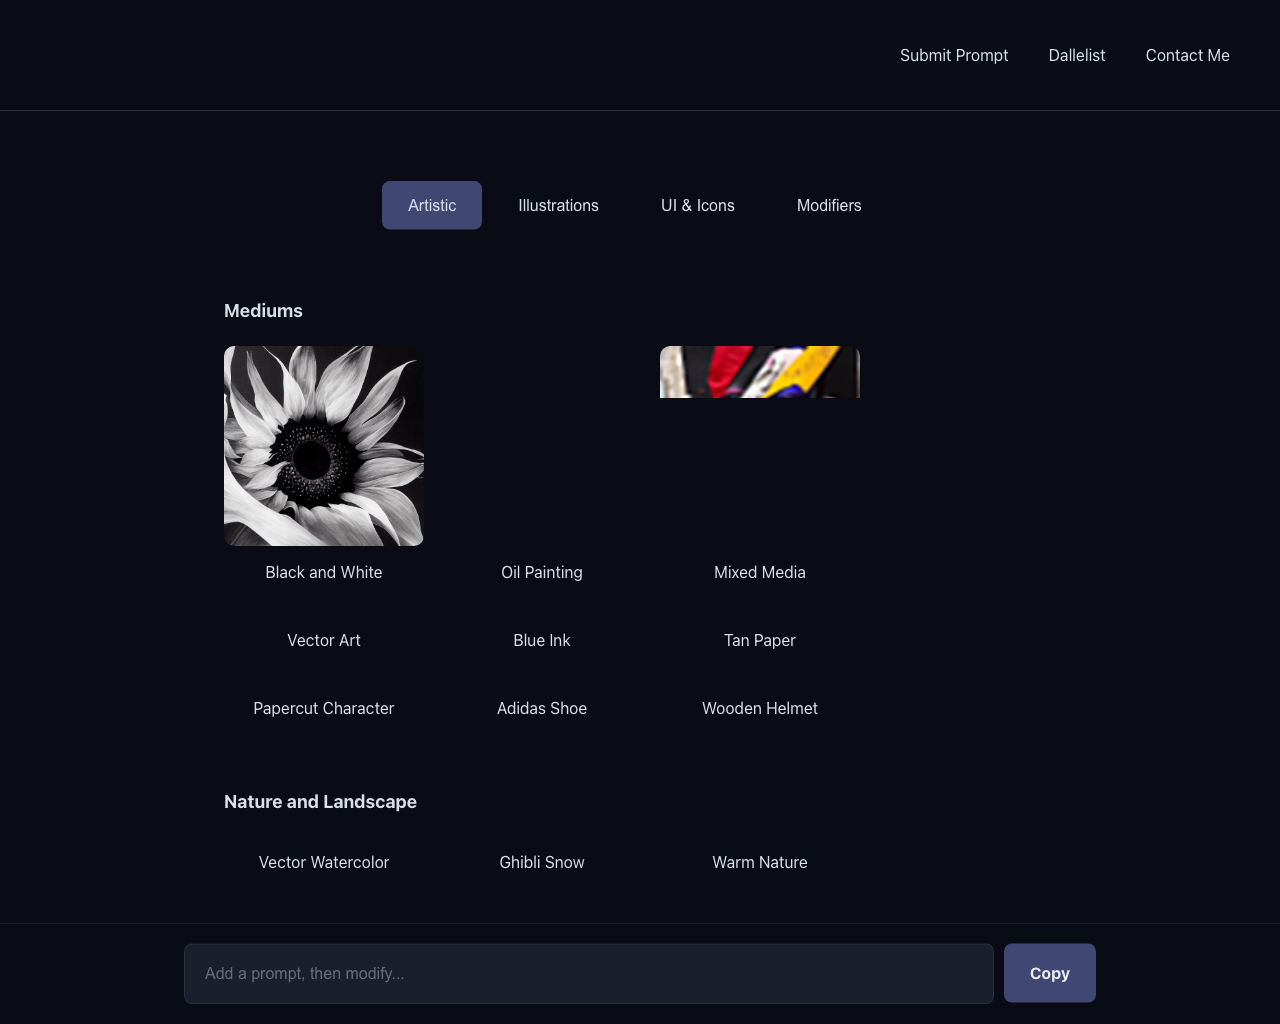 Submit Prompt Dallelist Contact Me
Artistic Illustrations UI & Icons Modifiers
Mediums
Black and White Oil Painting Mixed Media
Vector Art Blue Ink Tan Paper
Papercut Character Adidas Shoe Wooden Helmet
Nature and Landscape
Vector Watercolor Ghibli Snow Warm Nature
Add a prompt, then modify... Copy